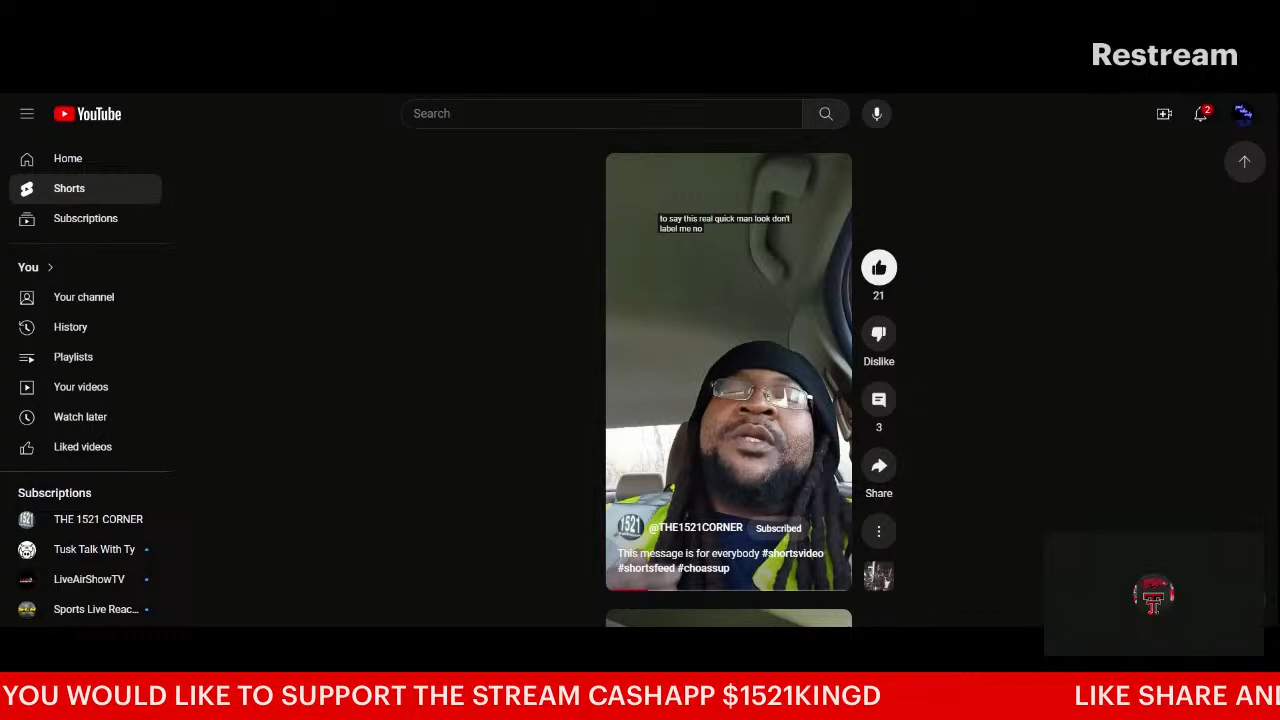 Restream
YouTube
Search
2
Home
Shorts
Subscriptions
You
Your channel
History
Playlists
Your videos
Watch later
Liked videos
Subscriptions
THE 1521 CORNER
Tusk Talk With Ty
LiveAirShowTV
Sports Live Reac...
to say this real quick man look don't
label me no
21
Dislike
3
Share
1521
@THE1521CORNER Subscribed
This message is for everybody #shortsvideo
#shortsfeed #choassup
YOU WOULD LIKE TO SUPPORT THE STREAM CASHAPP $1521KINGD LIKE SHARE AND